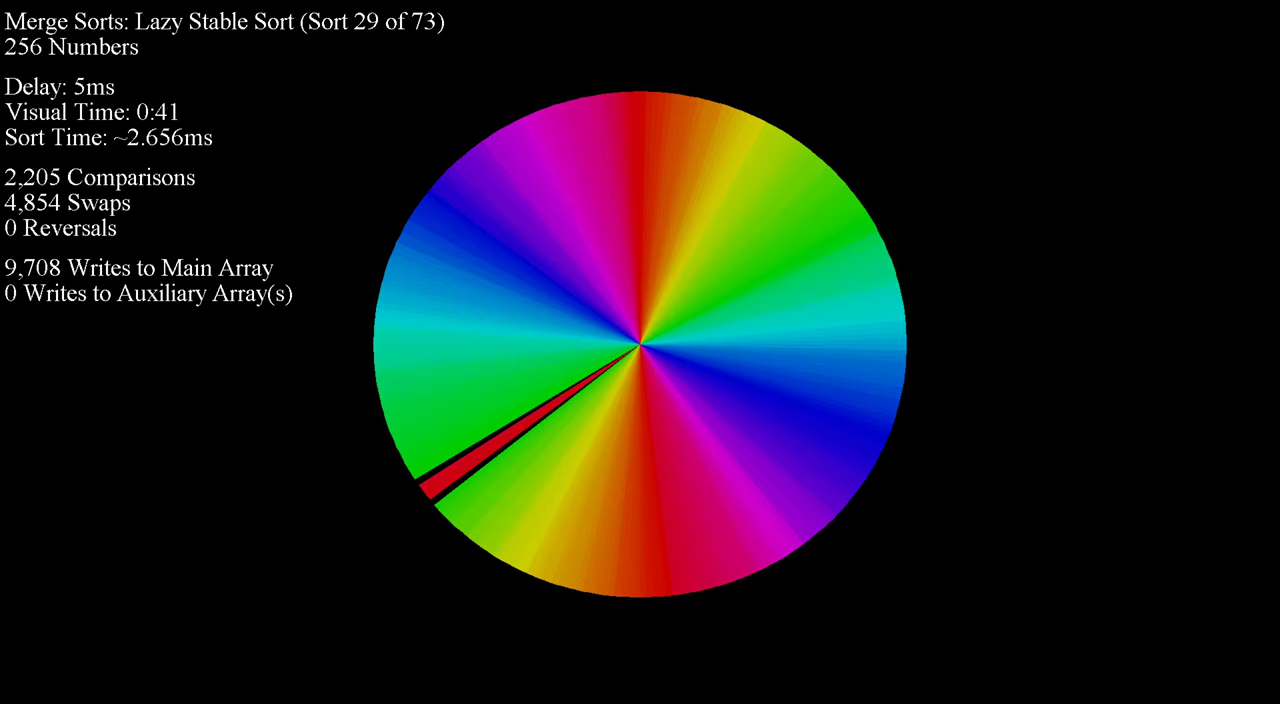 Merge Sorts: Lazy Stable Sort (Sort 29 of 73)
256 Numbers
Delay: 5ms
Visual Time: 0:41
Sort Time: ~2.656ms
2,205 Comparisons
4,854 Swaps
0 Reversals
9,708 Writes to Main Array
0 Writes to Auxiliary Array(s)